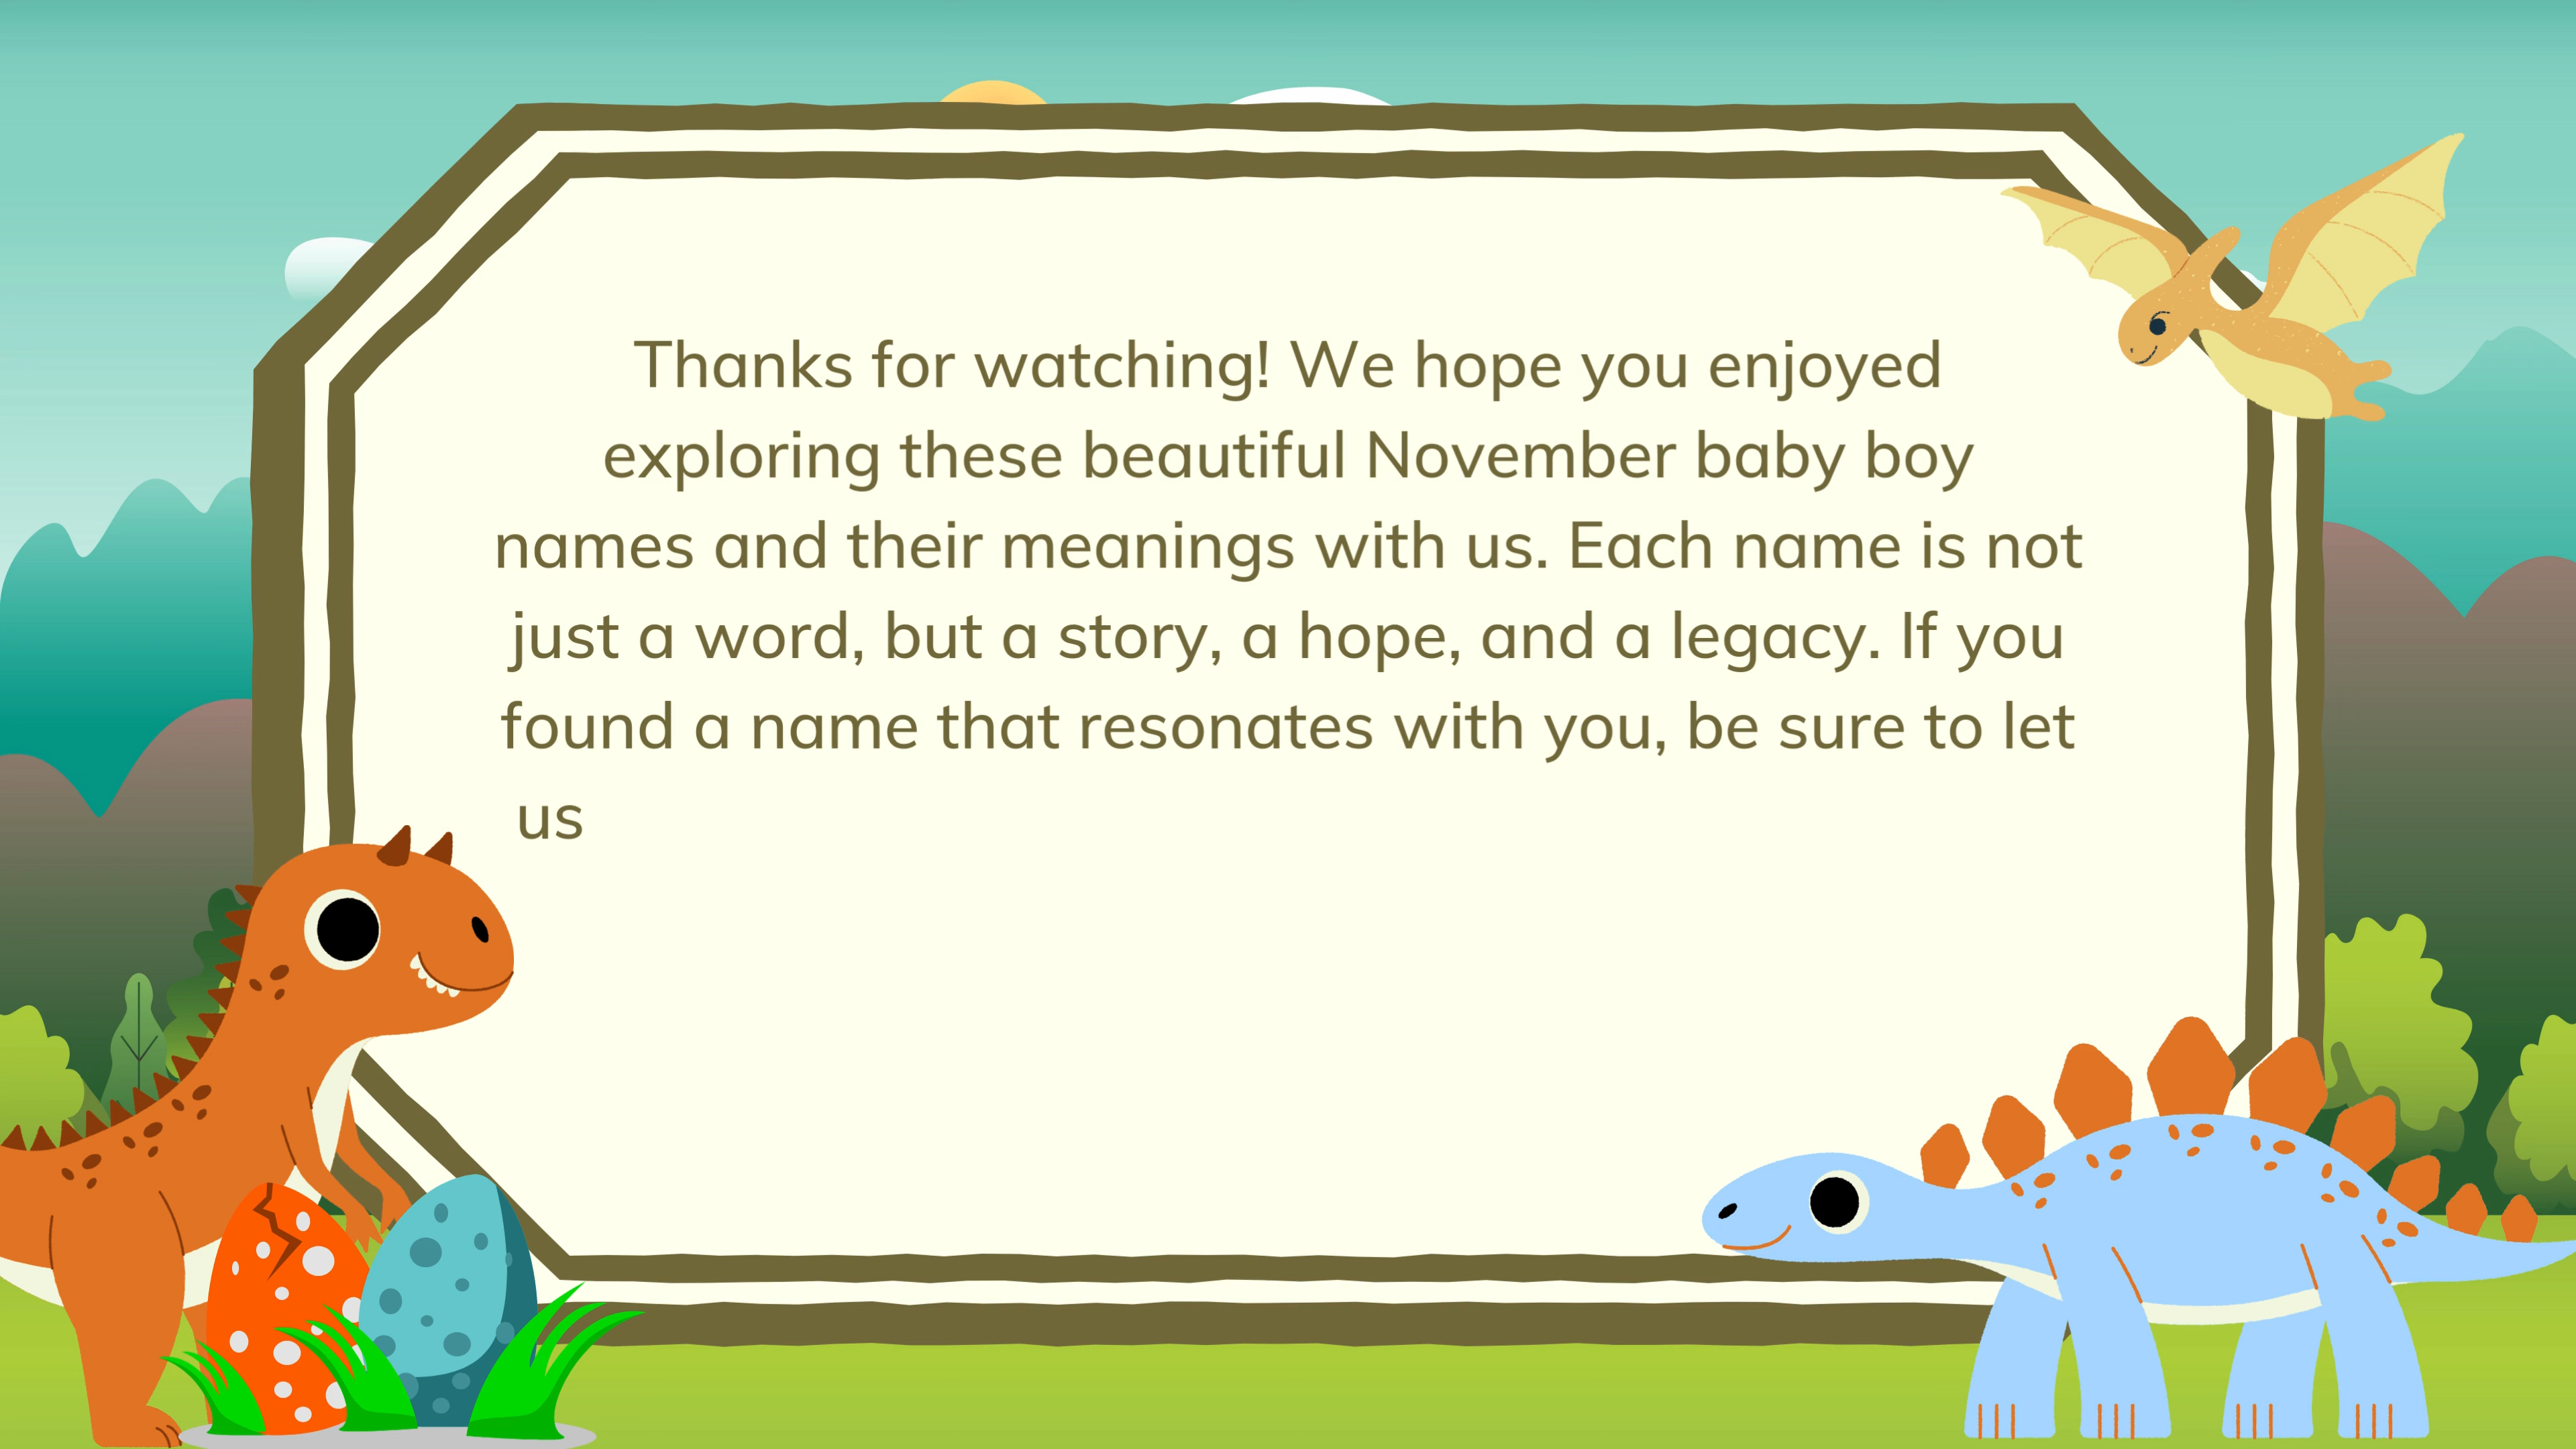 Thanks for watching! We hope you enjoyed
exploring these beautiful November baby boy
names and their meanings with us. Each name is not
just a word, but a story, a hope, and a legacy. If you
found a name that resonates with you, be sure to let
us